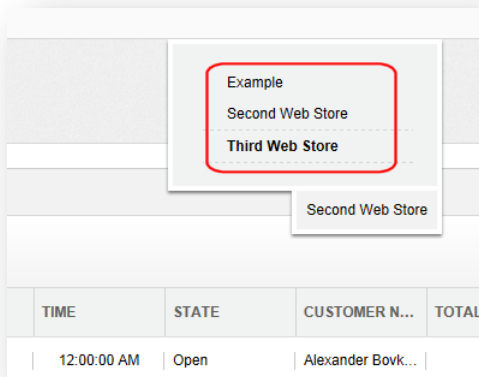 Example
Second Web Store
Third Web Store
Second Web Store
TIME STATE CUSTOMER N... TOTAL
12:00:00 AM Open Alexander Bovk...